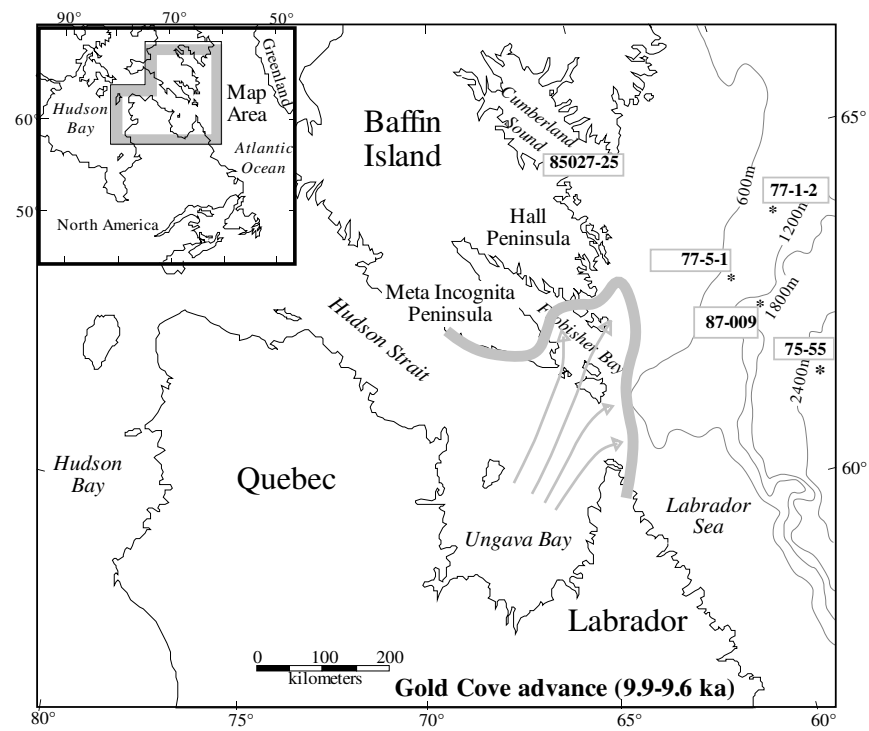 90°
70°
50°
Greenland
Map
Area
60°
Hudson
Bay
Atlantic
Ocean
50°
North America
Baffin
Island
Cumberland
Sound
85027-25
65°
600m
77-1-2
1200m
*
Hall
Peninsula
77-5-1
*
1800m
*
87-009
Meta Incognita
Peninsula
Frobisher Bay
Hudson Strait
75-55
*
2400m
Hudson
Bay
Quebec
60°
Labrador
Sea
Ungava Bay
Labrador
0 100 200
kilometers
Gold Cove advance (9.9-9.6 ka)
80°
75°
70°
65°
60°